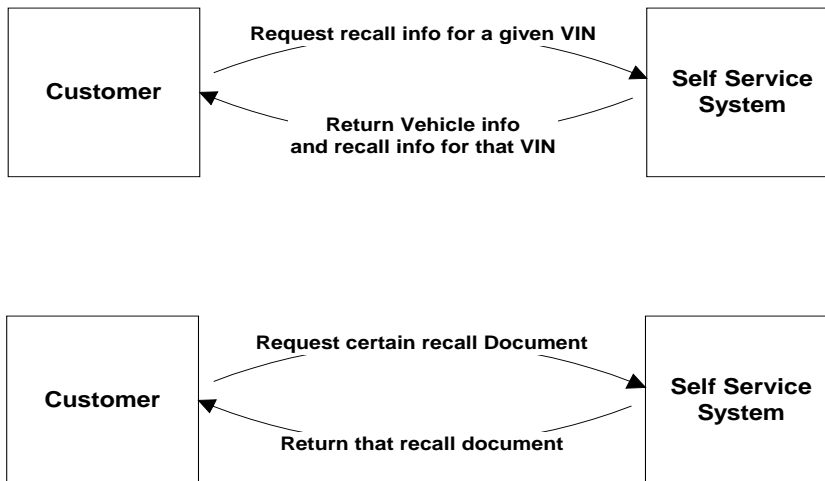 Request recall info for a given VIN
Customer
Self Service
System
Return Vehicle info
and recall info for that VIN
Request certain recall Document
Customer
Self Service
System
Return that recall document